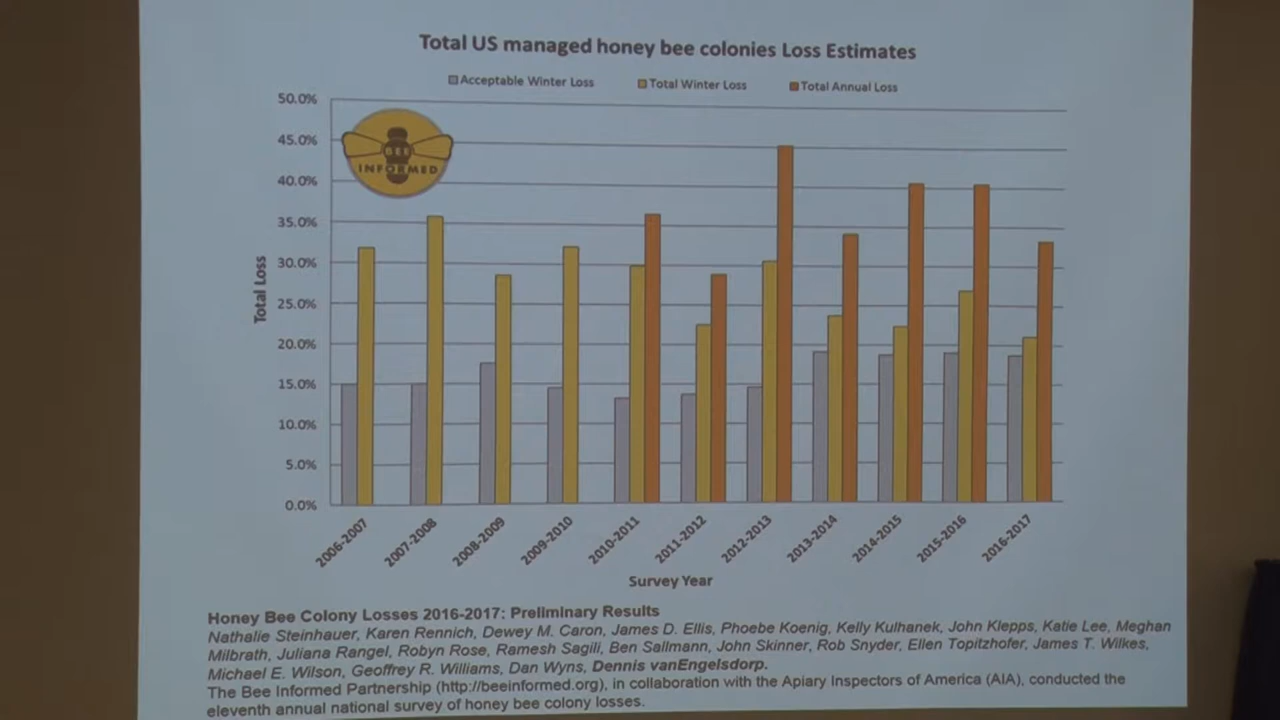 Total US managed honey bee colonies Loss Estimates
Acceptable Winter Loss Total Winter Loss Total Annual Loss
50.0%
45.0%
40.0%
35.0%
30.0%
25.0%
20.0%
15.0%
10.0%
5.0%
0.0%
BEE
INFORMED
Total Loss
2006-2007 2007-2008 2008-2009 2009-2010 2010-2011 2011-2012 2012-2013 2013-2014 2014-2015 2015-2016 2016-2017
Survey Year
Honey Bee Colony Losses 2016-2017: Preliminary Results
Nathalie Steinhauer, Karen Rennich, Dewey M. Caron, James D. Ellis, Phoebe Koenig, Kelly Kulhanek, John Klepps, Katie Lee, Meghan
Milbrath, Juliana Rangel, Robyn Rose, Ramesh Sagili, Ben Sallmann, John Skinner, Rob Snyder, Ellen Topitzhofer, James T. Wilkes,
Michael E. Wilson, Geoffrey R. Williams, Dan Wyns, Dennis vanEngelsdorp.
The Bee Informed Partnership (http://beeinformed.org), in collaboration with the Apiary Inspectors of America (AIA), conducted the
eleventh annual national survey of honey bee colony losses.